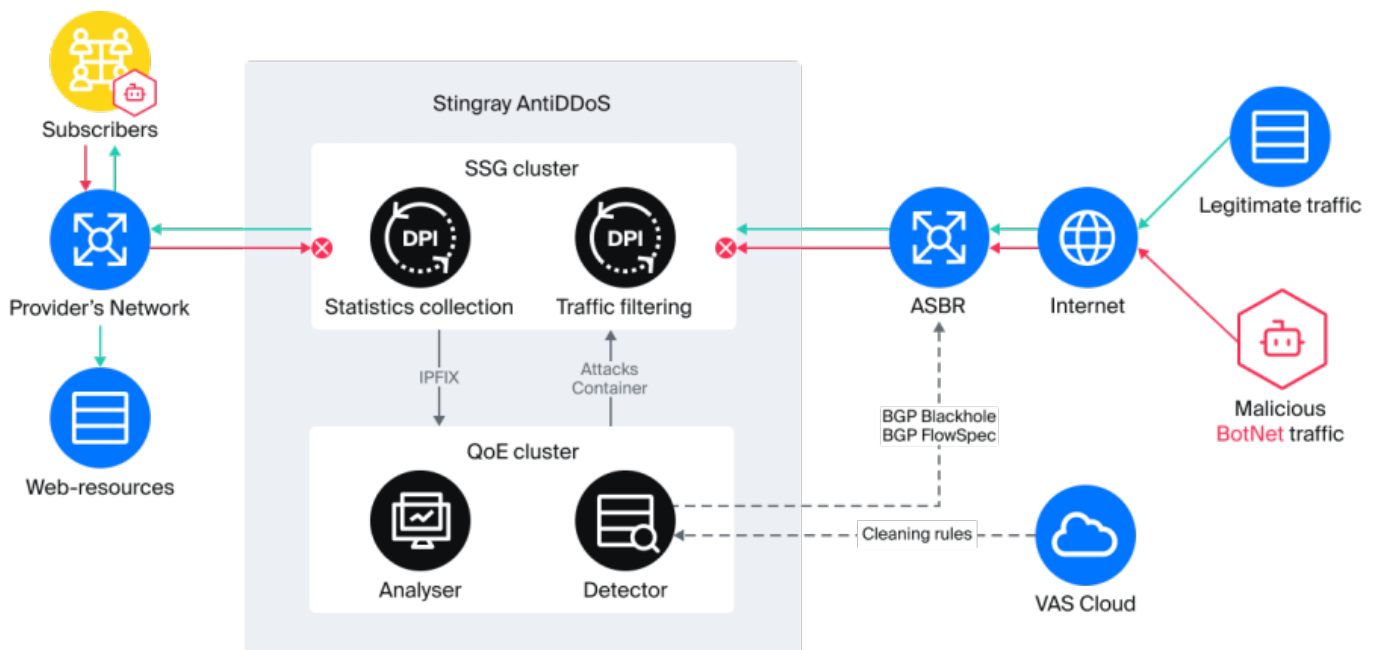 Stingray AntiDDoS
Subscribers
SSG cluster
DPI
DPI
Legitimate traffic
Provider's Network
Statistics collection
Traffic filtering
ASBR
Internet
IPFIX
Attacks
Container
Malicious
BotNet traffic
BGP Blackhole
BGP FlowSpec
QoE cluster
Web-resources
Cleaning rules
Analyser
Detector
VAS Cloud